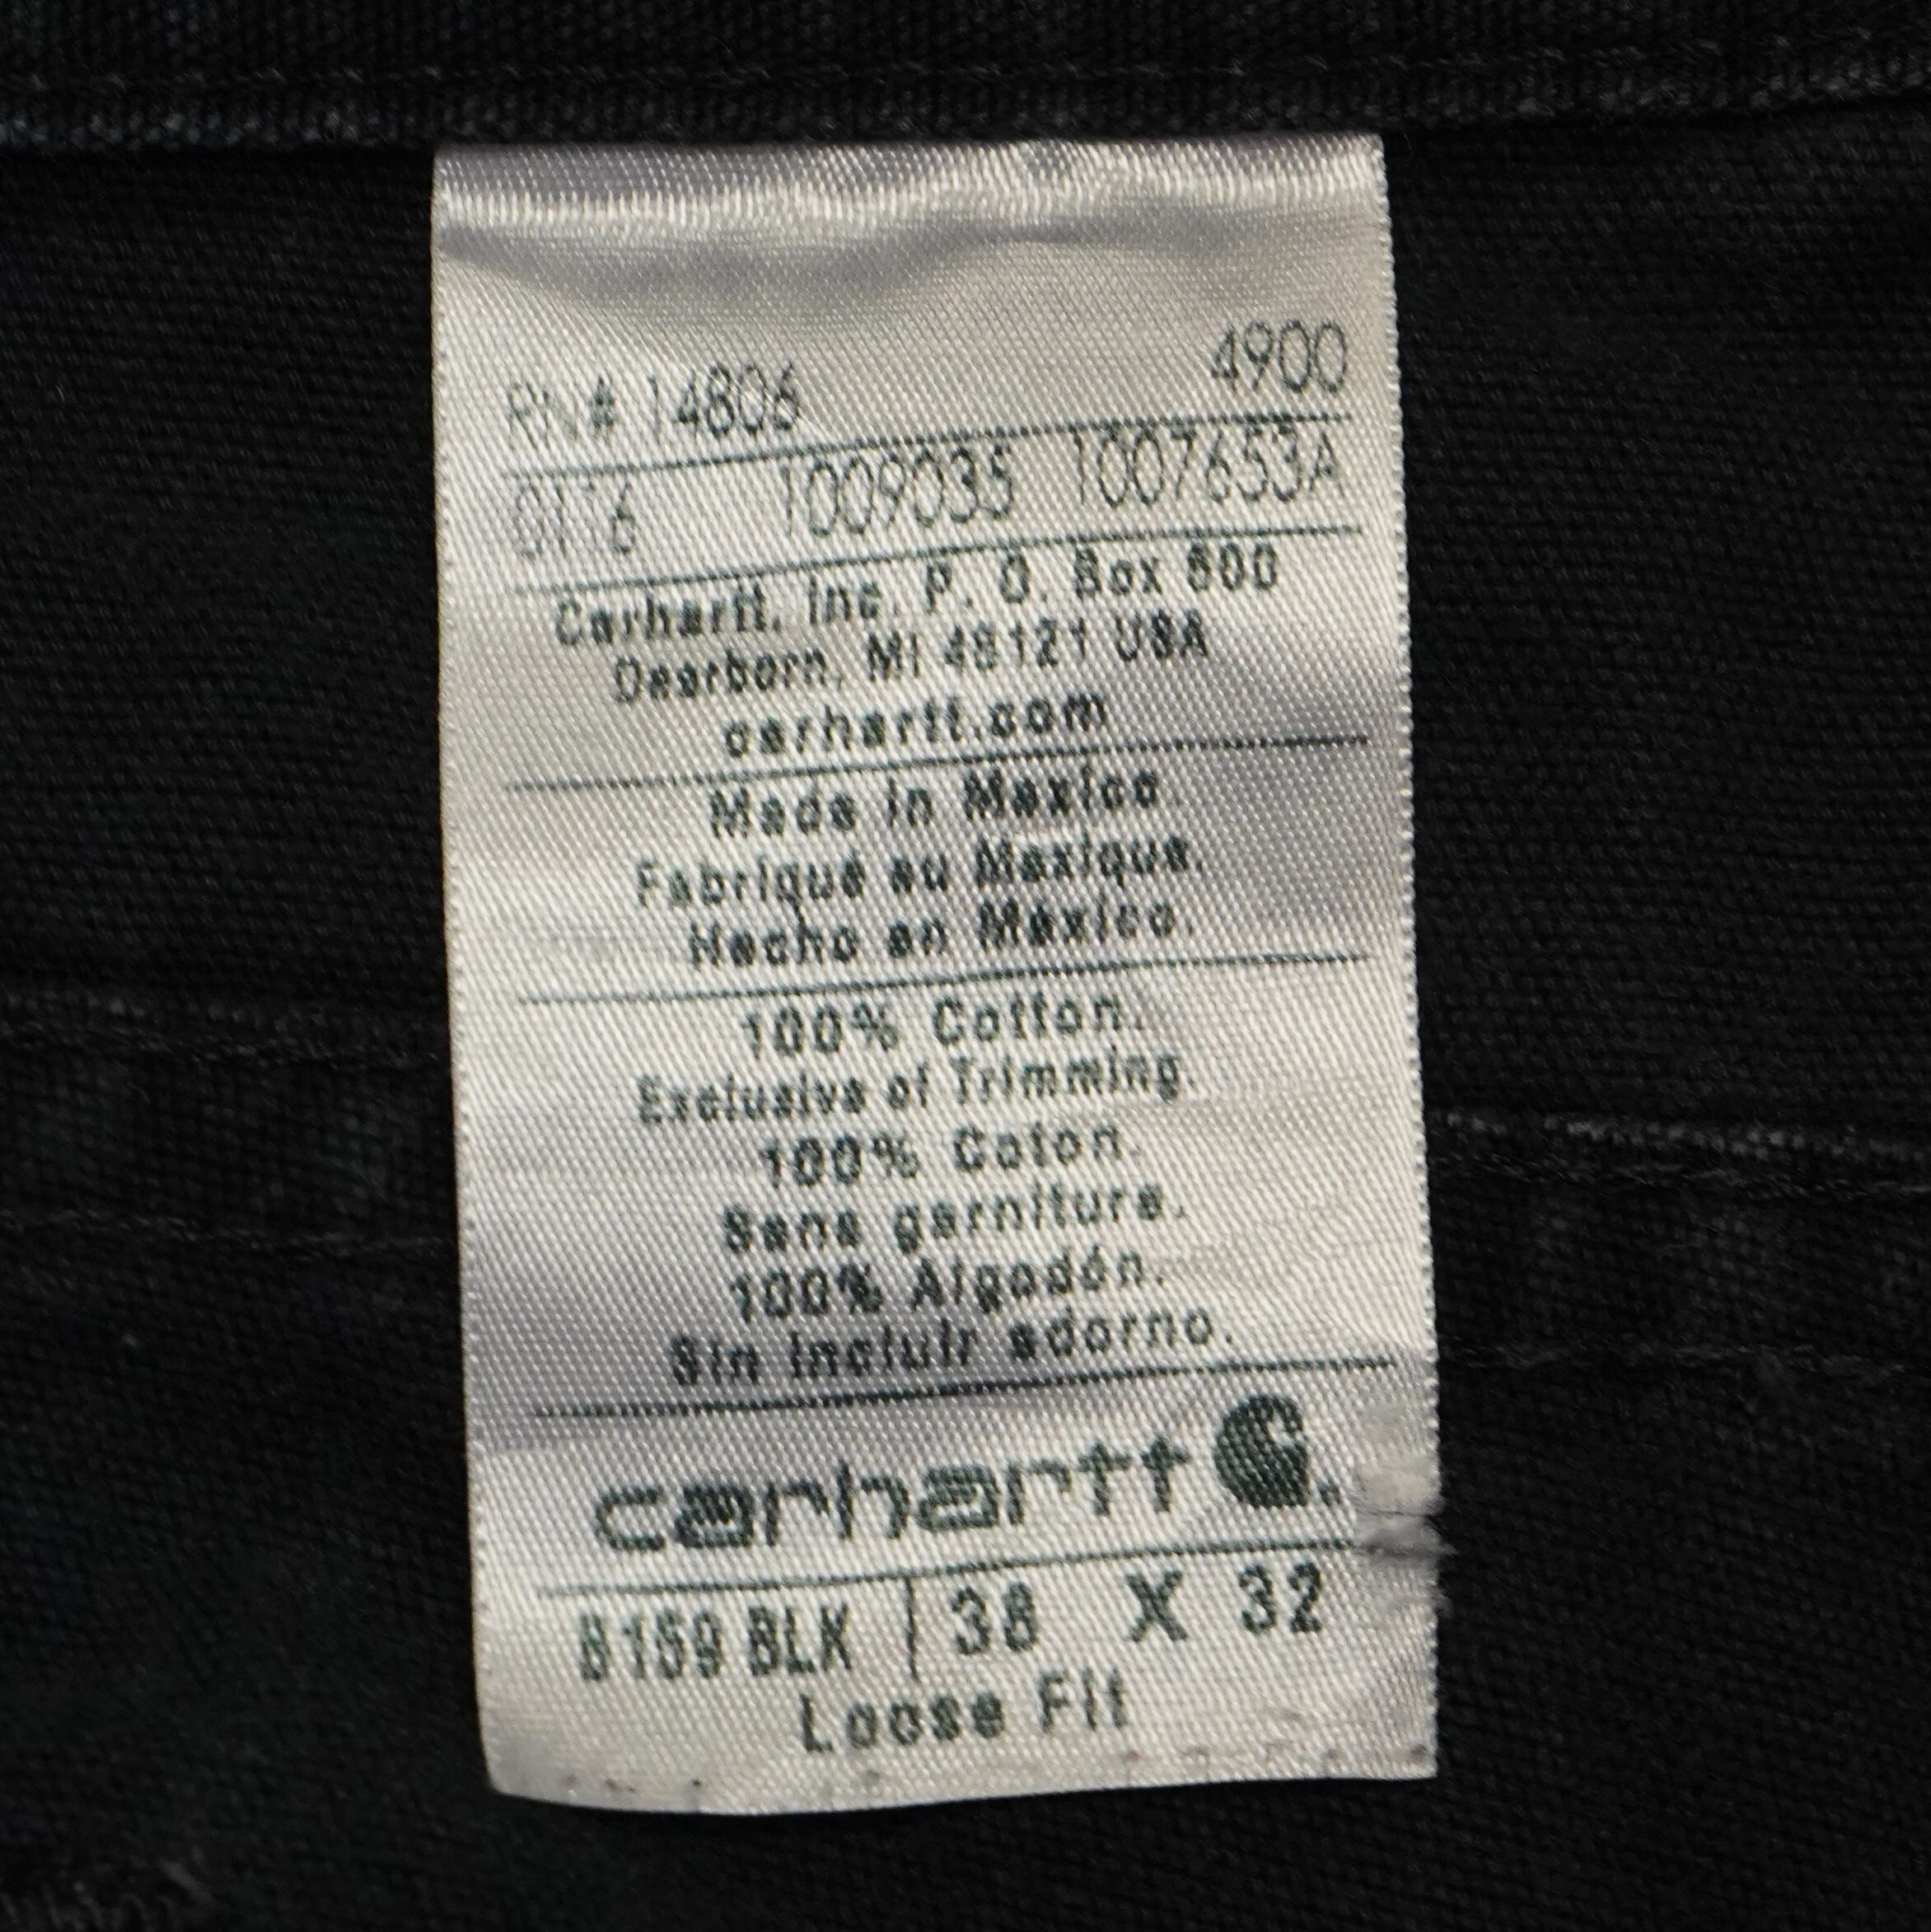 RN# 14806 4900
0116 1009035 1007653A
Carhartt, Inc. P. O. Box 600
Dearborn, MI 48121 USA
carhartt.com
Made in Mexico
Fabriqué au Mexique.
Hecho en México.
100% Cotton.
Exclusive of Trimming.
100% Coton.
Sans garniture.
100% Algodón.
Sin incluir adorno.
carhartt
B159 BLK 38 X 32
Loose Fit